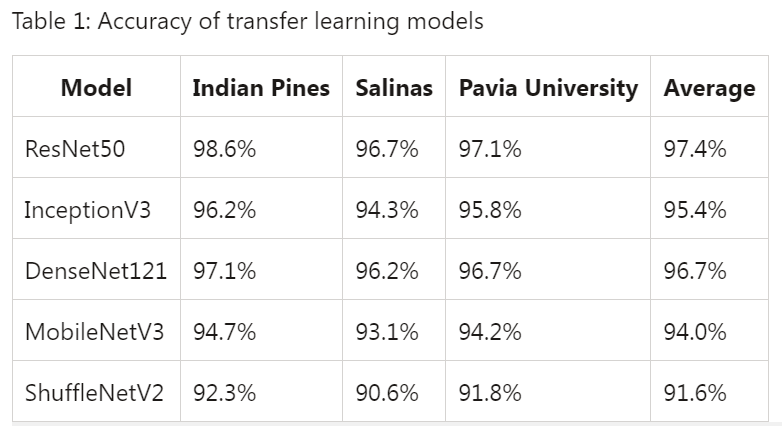 Table 1: Accuracy of transfer learning models
Model Indian Pines Salinas Pavia University Average
ResNet50 98.6% 96.7% 97.1% 97.4%
InceptionV3 96.2% 94.3% 95.8% 95.4%
DenseNet121 97.1% 96.2% 96.7% 96.7%
MobileNetV3 94.7% 93.1% 94.2% 94.0%
ShuffleNetV2 92.3% 90.6% 91.8% 91.6%